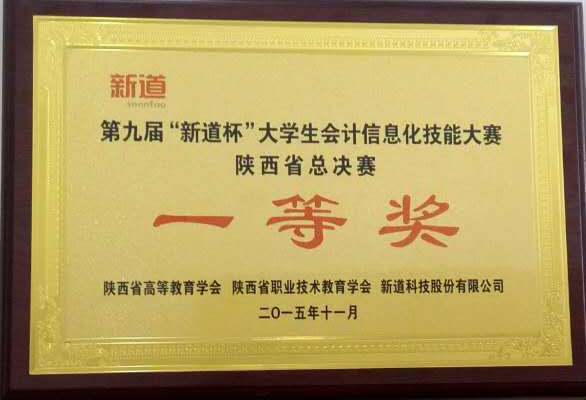 新道
seentao
第九届“新道杯”大学生会计信息化技能大赛
陕西省总决赛
一等奖
陕西省高等教育学会 陕西省职业技术教育学会 新道科技股份有限公司
二〇一五年十一月